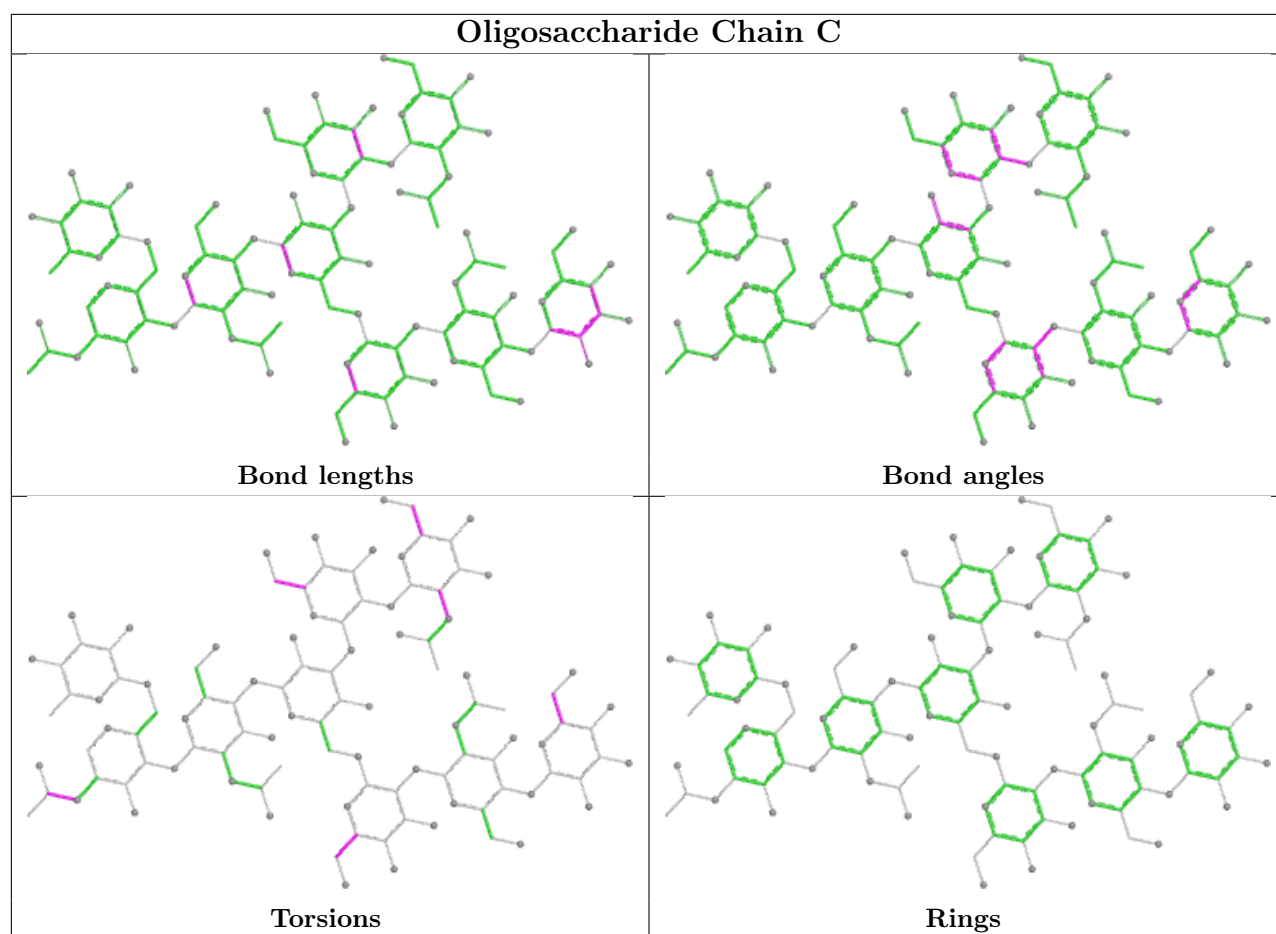 Oligosaccharide Chain C
Bond lengths
Bond angles
Torsions
Rings